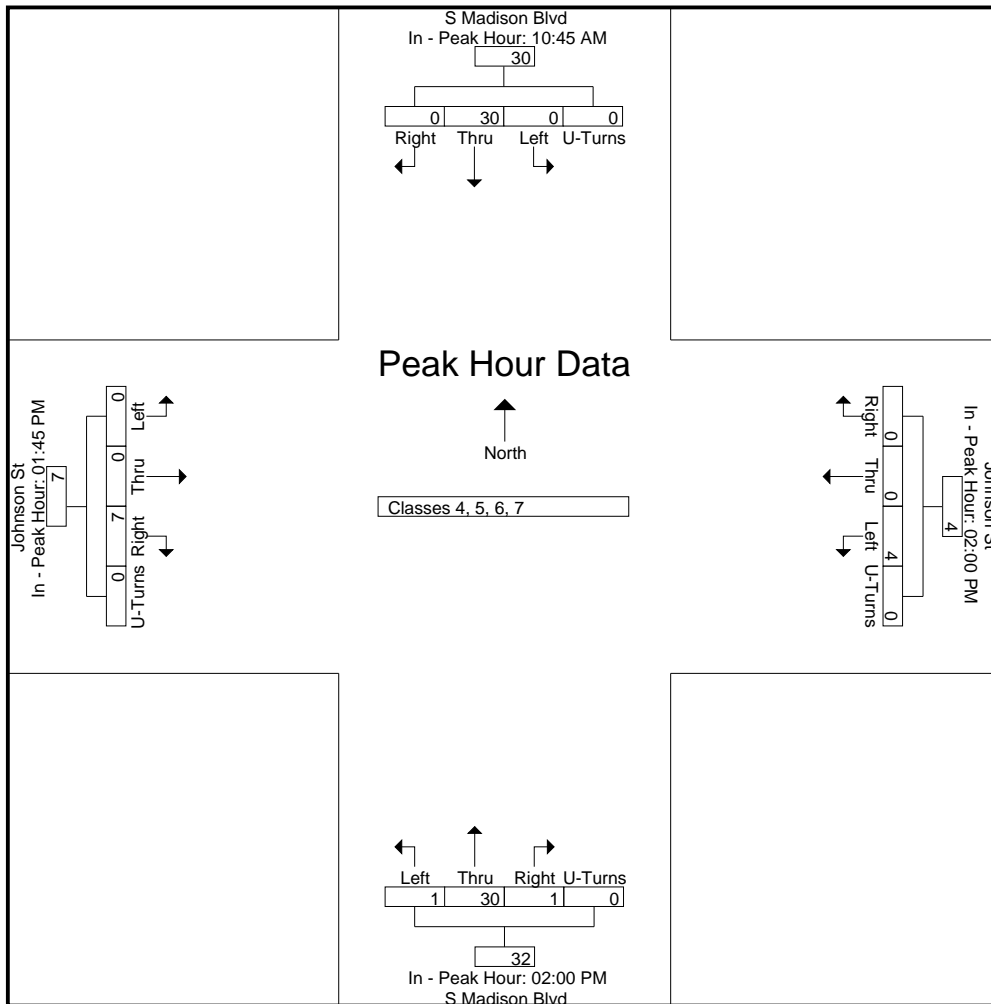 S Madison Blvd
In - Peak Hour: 10:45 AM
30
0 30 0 0
Right Thru Left U-Turns
Peak Hour Data
North
Classes 4, 5, 6, 7
Johnson St
In - Peak Hour: 01:45 PM
7
0 0 7 0
Left Thru Right U-Turns
Johnson St
In - Peak Hour: 02:00 PM
4
0 0 4 0
Right Thru Left U-Turns
Left Thru Right U-Turns
1 30 1 0
32
In - Peak Hour: 02:00 PM
S Madison Blvd